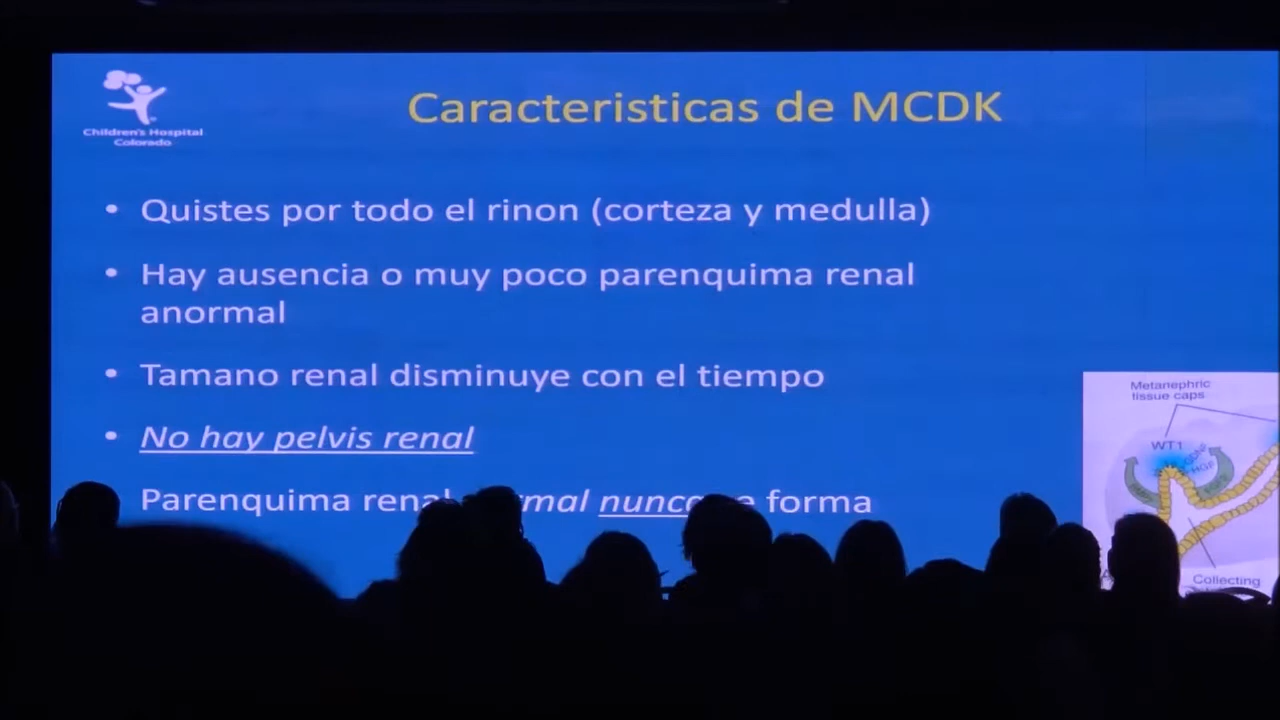 Children's Hospital
Colorado
Caracteristicas de MCDK
• Quistes por todo el rinon (corteza y medulla)
• Hay ausencia o muy poco parenquima renal
anormal
• Tamano renal disminuye con el tiempo
• No hay pelvis renal
Parenquima forma
Metanephric
tissue caps
WT1
Collecting